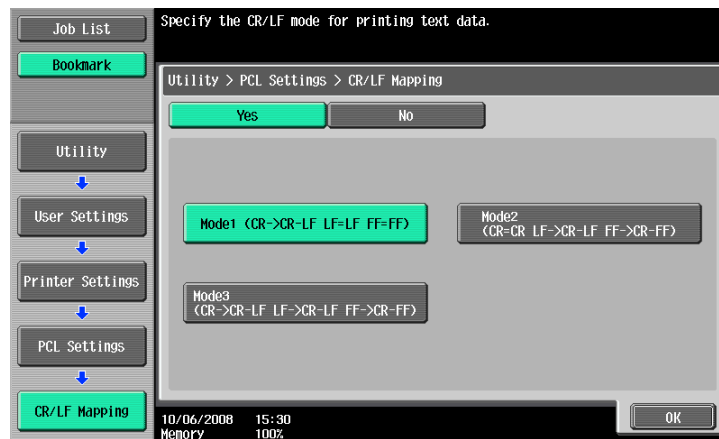 Job List
Bookmark
Utility
User Settings
Printer Settings
PCL Settings
CR/LF Mapping
Specify the CR/LF mode for printing text data.
Utility > PCL Settings > CR/LF Mapping
Yes No
Mode1 (CR->CR-LF LF=LF FF=FF)
Mode2
(CR=CR LF->CR-LF FF->CR-FF)
Mode3
(CR->CR-LF LF->CR-LF FF->CR-FF)
10/06/2008 15:30
Memory 100%
OK